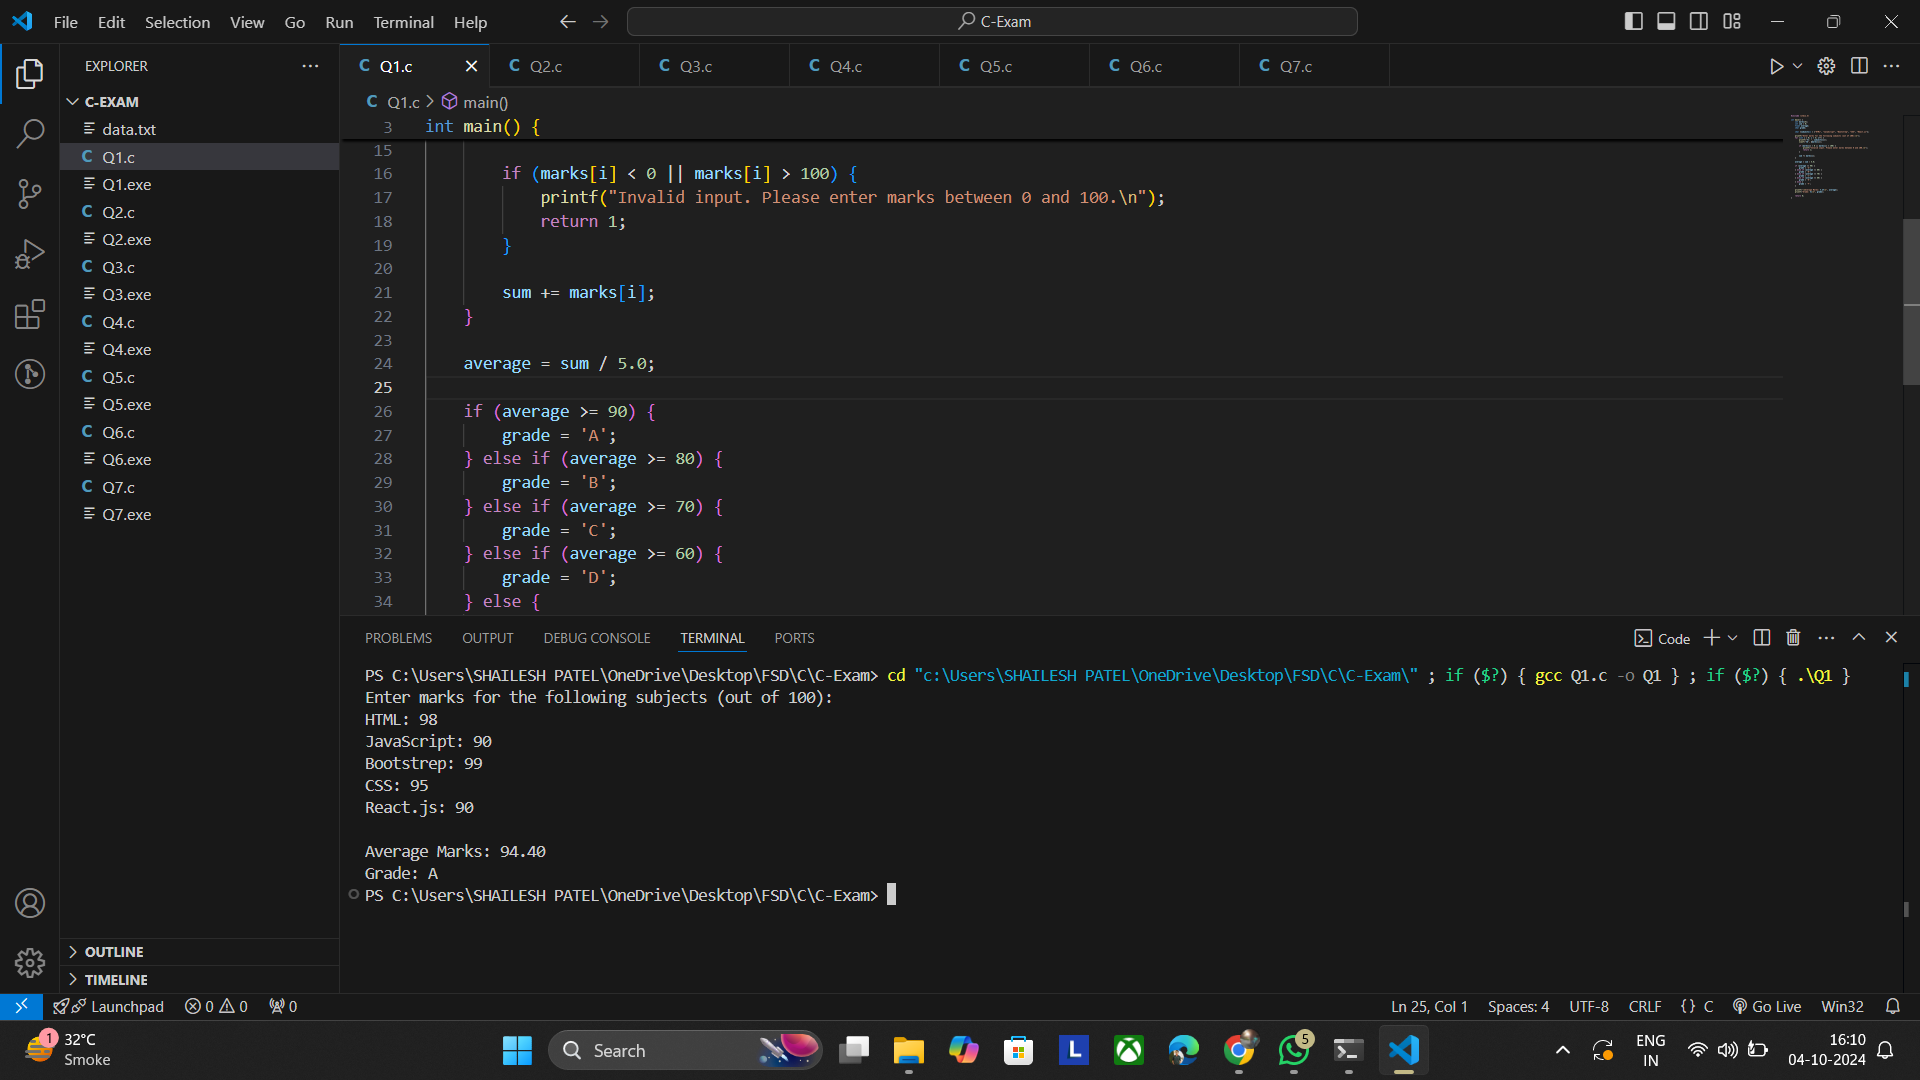 File Edit Selection View Go Run Terminal Help
C-Exam
EXPLORER
C-EXAM
data.txt
C Q1.c
Q1.exe
C Q2.c
Q2.exe
C Q3.c
Q3.exe
C Q4.c
Q4.exe
C Q5.c
Q5.exe
C Q6.c
Q6.exe
C Q7.c
Q7.exe
OUTLINE
TIMELINE
C Q1.c C Q2.c C Q3.c C Q4.c C Q5.c C Q6.c C Q7.c
C Q1.c > main()
3 int main() {
15
16 if (marks[i] < 0 || marks[i] > 100) {
17 printf("Invalid input. Please enter marks between 0 and 100.\n");
18 return 1;
19 }
20
21 sum += marks[i];
22 }
23
24 average = sum / 5.0;
25
26 if (average >= 90) {
27 grade = 'A';
28 } else if (average >= 80) {
29 grade = 'B';
30 } else if (average >= 70) {
31 grade = 'C';
32 } else if (average >= 60) {
33 grade = 'D';
34 } else {
PROBLEMS OUTPUT DEBUG CONSOLE TERMINAL PORTS
Code
PS C:\Users\SHAILESH PATEL\OneDrive\Desktop\FSD\C\C-Exam> cd "c:\Users\SHAILESH PATEL\OneDrive\Desktop\FSD\C\C-Exam\" ; if ($?) { gcc Q1.c -o Q1 } ; if ($?) { .\Q1 }
Enter marks for the following subjects (out of 100):
HTML: 98
JavaScript: 90
Bootstrep: 99
CSS: 95
React.js: 90
Average Marks: 94.40
Grade: A
PS C:\Users\SHAILESH PATEL\OneDrive\Desktop\FSD\C\C-Exam>
Launchpad 0 0 0
Ln 25, Col 1 Spaces: 4 UTF-8 CRLF {} C Go Live Win32
1
32°C
Smoke
Search
L
5
ENG
IN
16:10
04-10-2024